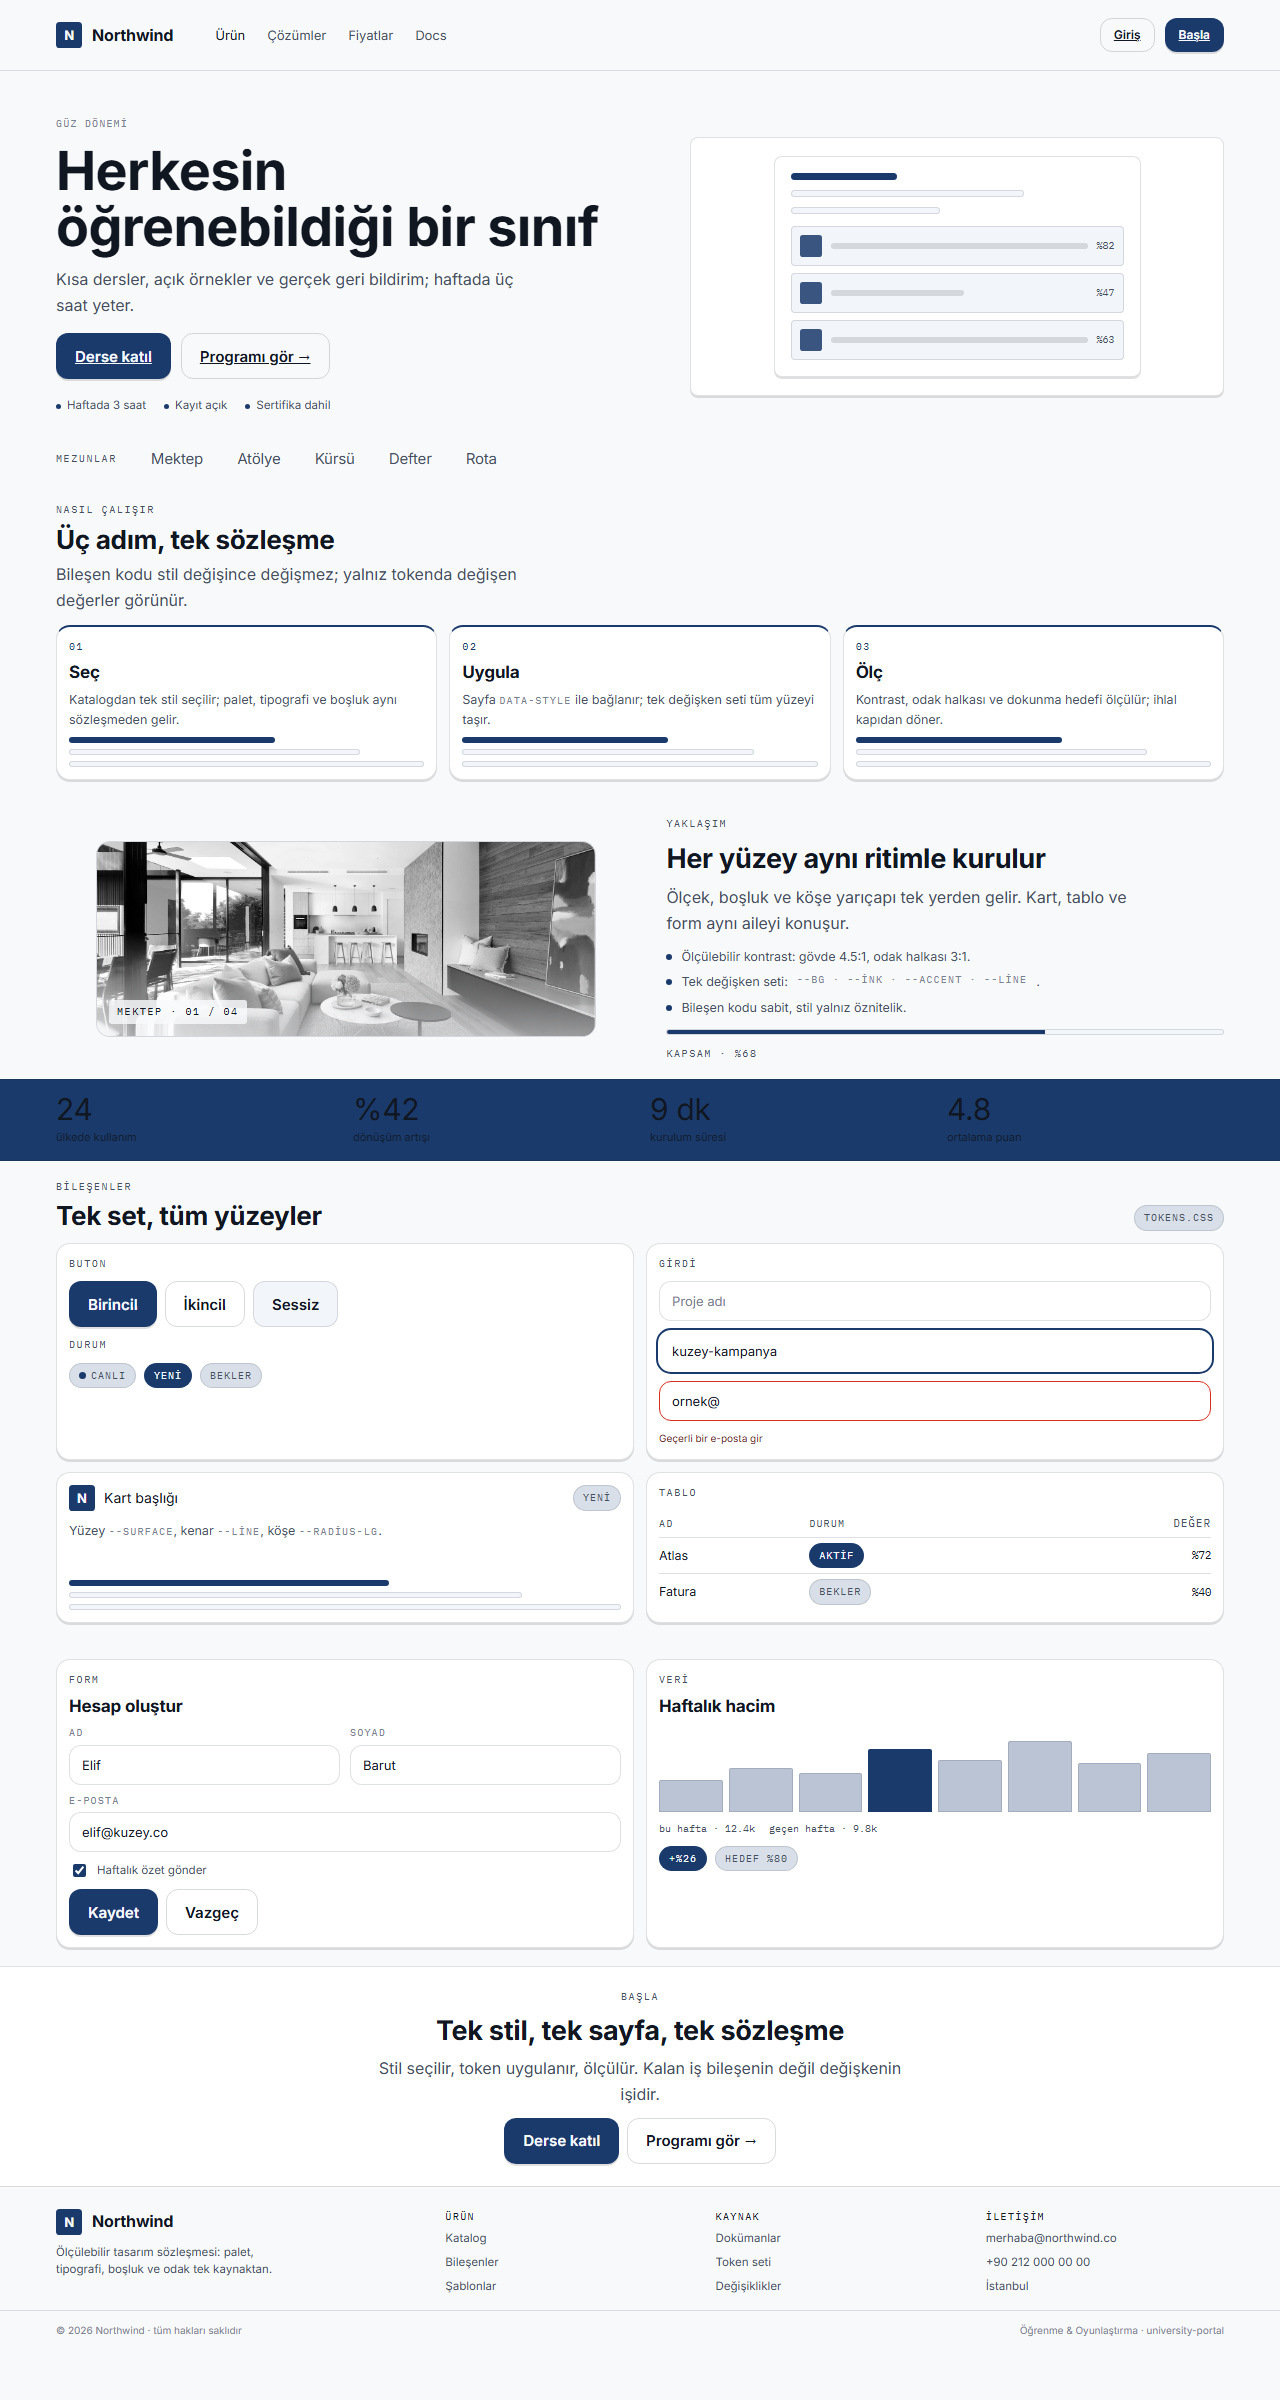 N Northwind Ürün Çözümler Fiyatlar Docs Giriş Başla
GÜZ DÖNEMİ
Herkesin
öğrenebildiği bir sınıf
Kısa dersler, açık örnekler ve gerçek geri bildirim; haftada üç
saat yeter.
Derse katıl Programı gör →
Haftada 3 saat Kayıt açık Sertifika dahil
%82
%47
%63
MEZUNLAR Mektep Atölye Kürsü Defter Rota
NASIL ÇALIŞIR
Üç adım, tek sözleşme
Bileşen kodu stil değişince değişmez; yalnız tokenda değişen
değerler görünür.
01
Seç
Katalogdan tek stil seçilir; palet, tipografi ve boşluk aynı
sözleşmeden gelir.
02
Uygula
Sayfa DATA-STYLE ile bağlanır; tek değişken seti tüm yüzeyi
taşır.
03
Ölç
Kontrast, odak halkası ve dokunma hedefi ölçülür; ihlal
kapıdan döner.
MEKTEP · 01 / 04
YAKLAŞIM
Her yüzey aynı ritimle kurulur
Ölçek, boşluk ve köşe yarıçapı tek yerden gelir. Kart, tablo ve
form aynı aileyi konuşur.
Ölçülebilir kontrast: gövde 4.5:1, odak halkası 3:1.
Tek değişken seti: --BG · --İNK · --ACCENT · --LİNE .
Bileşen kodu sabit, stil yalnız öznitelik.
KAPSAM · %68
24 %42 9 dk 4.8
ülkede kullanım dönüşüm artışı kurulum süresi ortalama puan
BİLEŞENLER
Tek set, tüm yüzeyler
TOKENS.CSS
BUTON
Birincil İkincil Sessiz
DURUM
CANLI YENİ BEKLER
GİRDİ
Proje adı
kuzey-kampanya
ornek@
Geçerli bir e-posta gir
N Kart başlığı YENİ
Yüzey --SURFACE, kenar --LİNE, köşe --RADİUS-LG.
TABLO
AD DURUM DEĞER
Atlas AKTİF %72
Fatura BEKLER %40
FORM
Hesap oluştur
AD SOYAD
Elif Barut
E-POSTA
elif@kuzey.co
Haftalık özet gönder
Kaydet Vazgeç
VERİ
Haftalık hacim
bu hafta · 12.4k geçen hafta · 9.8k
+%26 HEDEF %80
BAŞLA
Tek stil, tek sayfa, tek sözleşme
Stil seçilir, token uygulanır, ölçülür. Kalan iş bileşenin değil değişkenin
işidir.
Derse katıl Programı gör →
N Northwind
Ölçülebilir tasarım sözleşmesi: palet,
tipografi, boşluk ve odak tek kaynaktan.
ÜRÜN
Katalog
Bileşenler
Şablonlar
KAYNAK
Dokümanlar
Token seti
Değişiklikler
İLETİŞİM
merhaba@northwind.co
+90 212 000 00 00
İstanbul
© 2026 Northwind · tüm hakları saklıdır
Öğrenme & Oyunlaştırma · university-portal